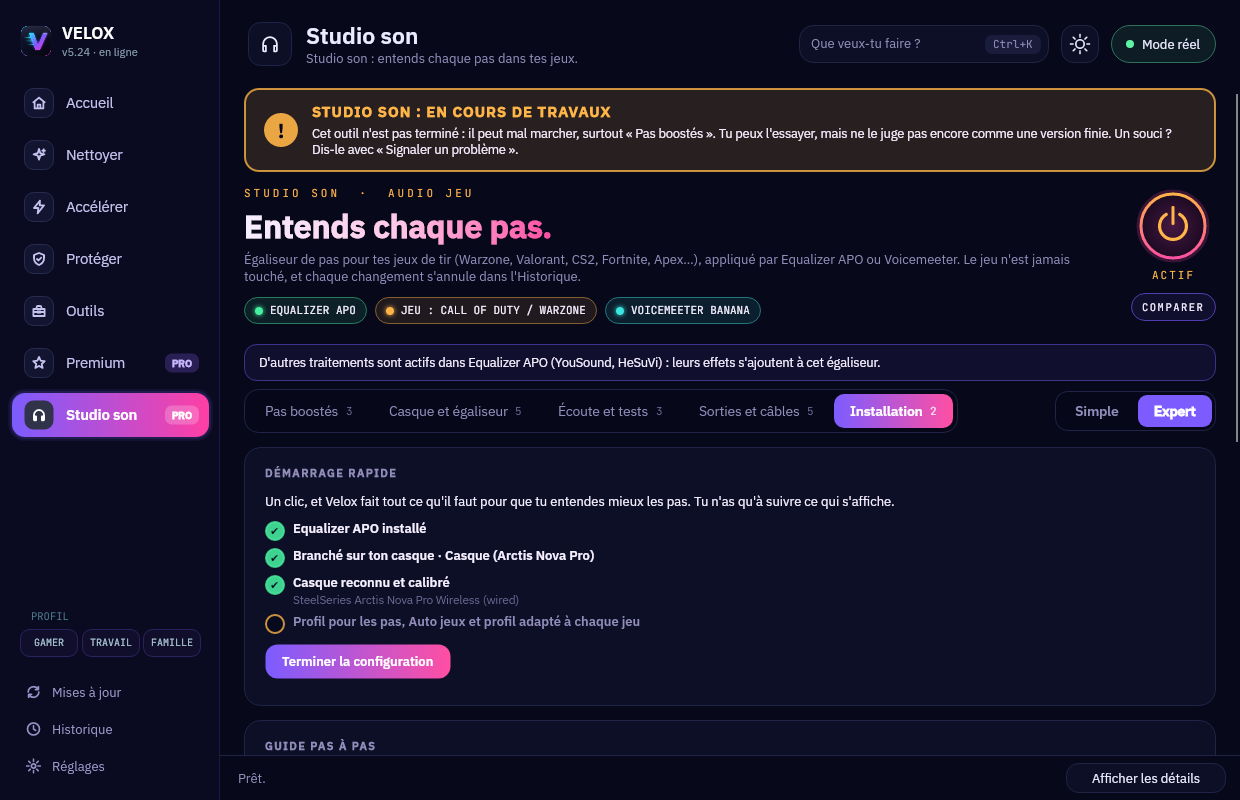 VELOX
v5.24 · en ligne
Accueil
Nettoyer
Accélérer
Protéger
Outils
Premium PRO
Studio son PRO
PROFIL
GAMER TRAVAIL FAMILLE
Mises à jour
Historique
Réglages
Studio son
Studio son : entends chaque pas dans tes jeux.
Que veux-tu faire ? Ctrl+K
Mode réel
! STUDIO SON : EN COURS DE TRAVAUX
Cet outil n'est pas terminé : il peut mal marcher, surtout « Pas boostés ». Tu peux l'essayer, mais ne le juge pas encore comme une version finie. Un souci ?
Dis-le avec « Signaler un problème ».
STUDIO SON · AUDIO JEU
Entends chaque pas.
Égaliseur de pas pour tes jeux de tir (Warzone, Valorant, CS2, Fortnite, Apex...), appliqué par Equalizer APO ou Voicemeeter. Le jeu n'est jamais
touché, et chaque changement s'annule dans l'Historique.
ACTIF
COMPARER
EQUALIZER APO JEU : CALL OF DUTY / WARZONE VOICEMEETER BANANA
D'autres traitements sont actifs dans Equalizer APO (YouSound, HeSuVi) : leurs effets s'ajoutent à cet égaliseur.
Pas boostés 3 Casque et égaliseur 5 Écoute et tests 3 Sorties et câbles 5 Installation 2
Simple Expert
DÉMARRAGE RAPIDE
Un clic, et Velox fait tout ce qu'il faut pour que tu entendes mieux les pas. Tu n'as qu'à suivre ce qui s'affiche.
Equalizer APO installé
Branché sur ton casque · Casque (Arctis Nova Pro)
Casque reconnu et calibré
SteelSeries Arctis Nova Pro Wireless (wired)
Profil pour les pas, Auto jeux et profil adapté à chaque jeu
Terminer la configuration
GUIDE PAS À PAS
Prêt.
Afficher les détails